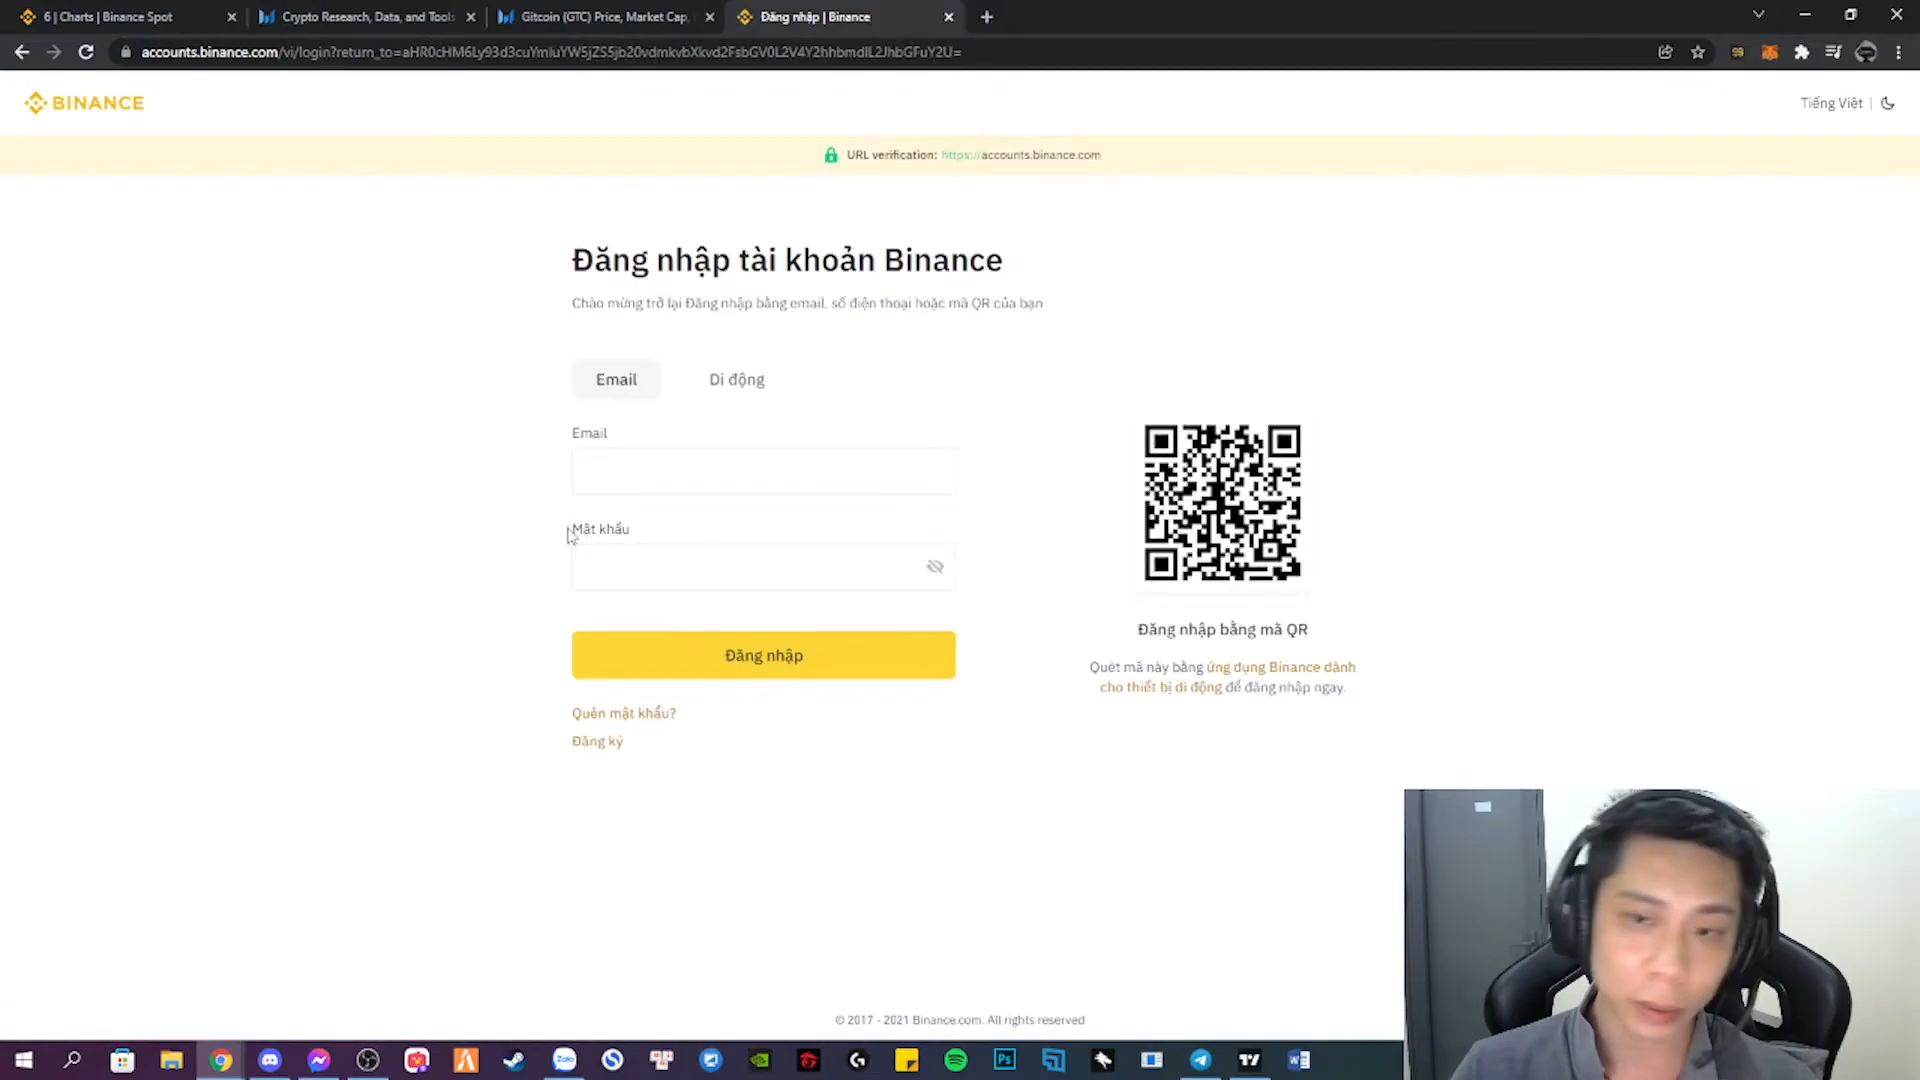 6 | Charts | Binance Spot
Crypto Research, Data, and Tools
Gitcoin (GTC) Price, Market Cap,
Đăng nhập | Binance
accounts.binance.com/vi/login?return_to=aHR0cHM6Ly93d3cuYmluYW5jZS5jb20vdmkvbXkvd2FsbGV0L2V4Y2hhbmdlL2JhbGFuY2U=
BINANCE
Tiếng Việt |
URL verification: https://accounts.binance.com
Đăng nhập tài khoản Binance
Chào mừng trở lại Đăng nhập bằng email, số điện thoại hoặc mã QR của bạn
Email
Di động
Email
Mật khẩu
Đăng nhập
Quên mật khẩu?
Đăng ký
Đăng nhập bằng mã QR
Quét mã này bằng ứng dụng Binance dành
cho thiết bị di động để đăng nhập ngay.
© 2017 - 2021 Binance.com. All rights reserved
Zalo
Ps